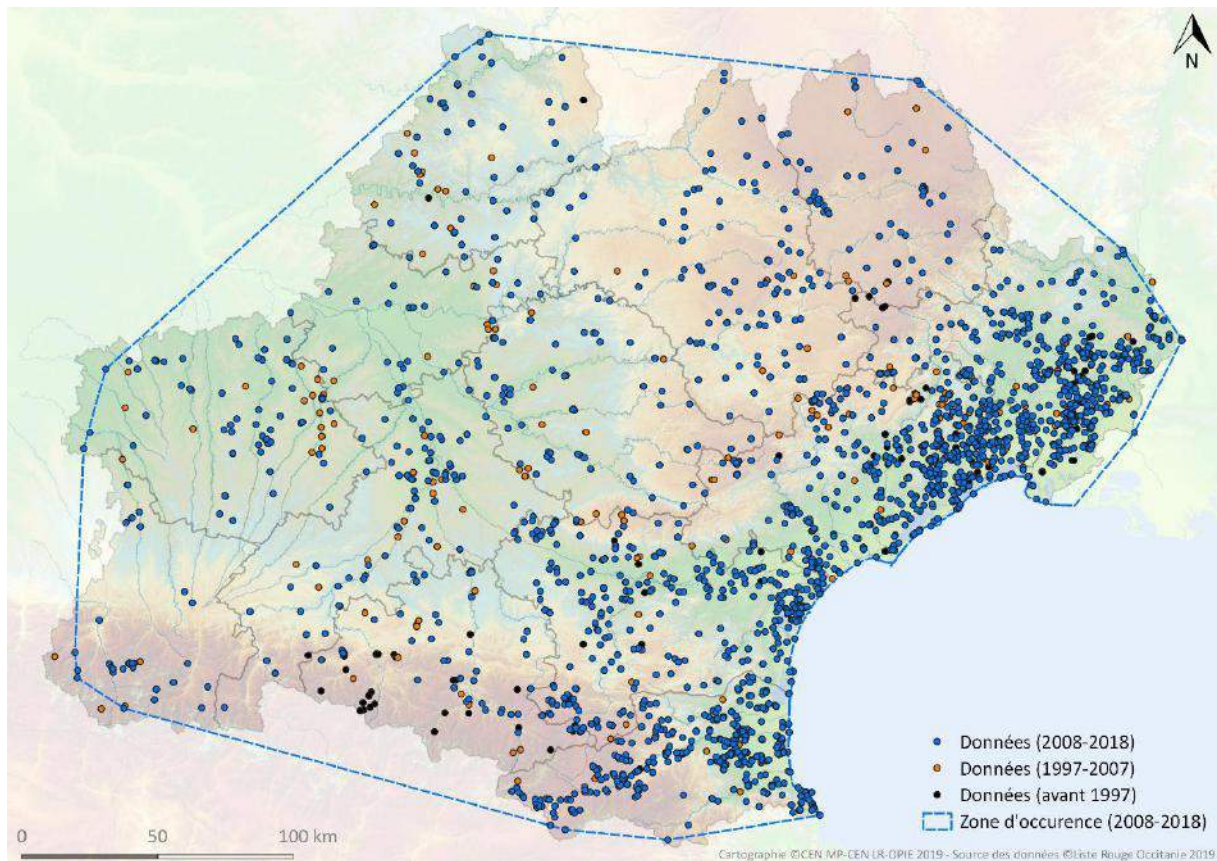 N
Données (2008-2018)
Données (1997-2007)
Données (avant 1997)
Zone d'occurence (2008-2018)
0 50 100 km
Cartographie ©CEN MP-CEN LR-OPIE 2019 - Source des données ©Liste Rouge Occitanie 2019